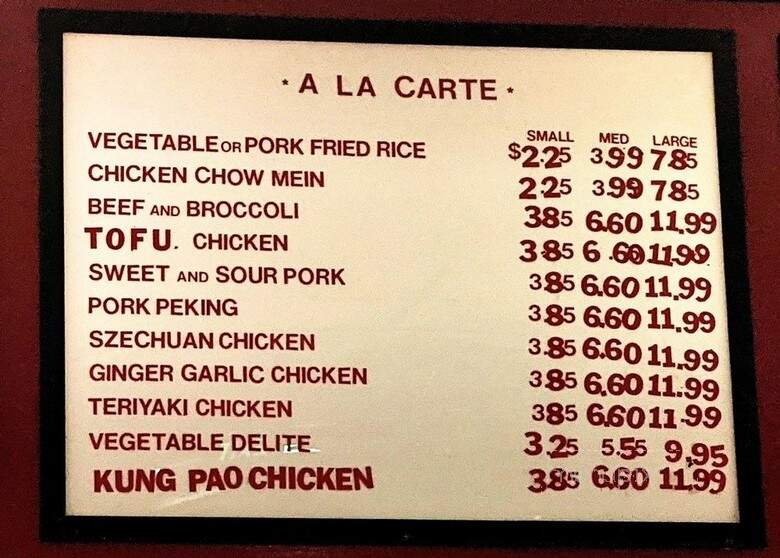 * A LA CARTE *
SMALL MED LARGE
VEGETABLE OR PORK FRIED RICE $2.25 3.99 7.85
CHICKEN CHOW MEIN 2.25 3.99 7.85
BEEF AND BROCCOLI 3.85 6.60 11.99
TOFU. CHICKEN 3.85 6.60 11.99
SWEET AND SOUR PORK 3.85 6.60 11.99
PORK PEKING 3.85 6.60 11.99
SZECHUAN CHICKEN 3.85 6.60 11.99
GINGER GARLIC CHICKEN 3.85 6.60 11.99
TERIYAKI CHICKEN 3.85 6.60 11.99
VEGETABLE DELITE 3.25 5.55 9.95
KUNG PAO CHICKEN 3.85 6.60 11.99